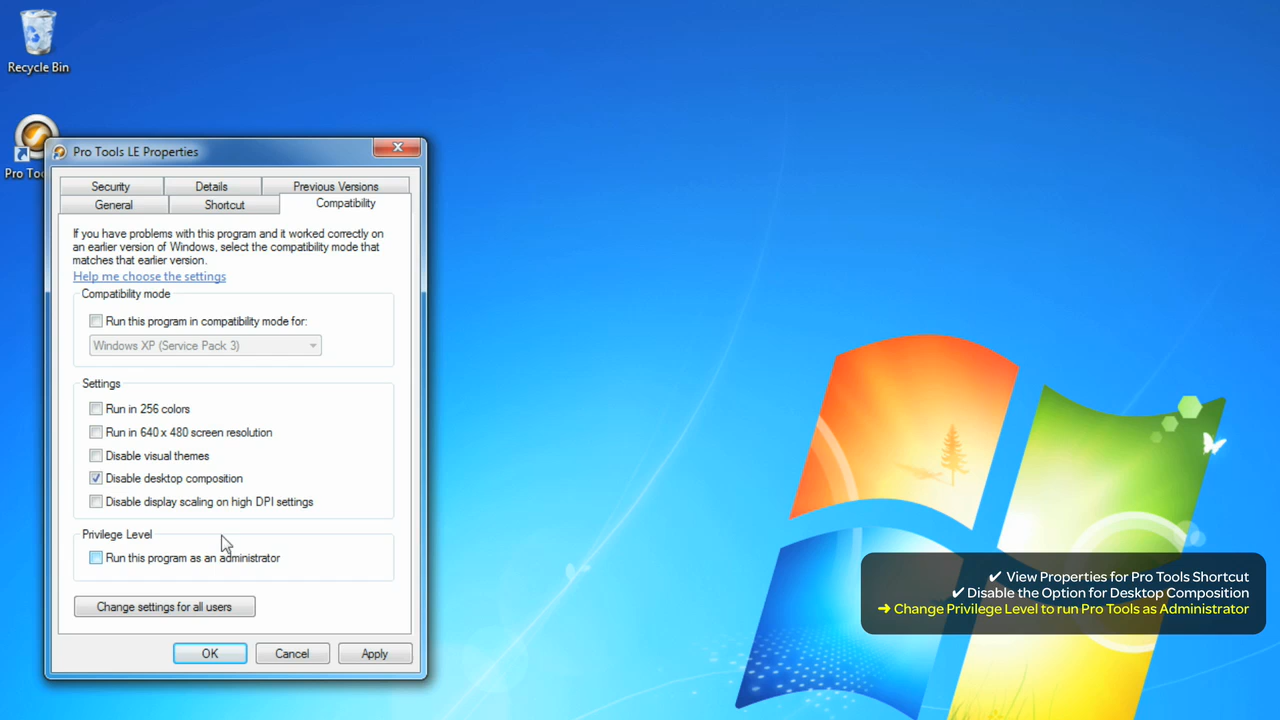 Recycle Bin
Pro Too
Pro Tools LE Properties
Security Details Previous Versions
General Shortcut Compatibility
If you have problems with this program and it worked correctly on
an earlier version of Windows, select the compatibility mode that
matches that earlier version.
Help me choose the settings
Compatibility mode
Run this program in compatibility mode for:
Windows XP (Service Pack 3)
Settings
Run in 256 colors
Run in 640 x 480 screen resolution
Disable visual themes
Disable desktop composition
Disable display scaling on high DPI settings
Privilege Level
Run this program as an administrator
Change settings for all users
OK Cancel Apply
✔ View Properties for Pro Tools Shortcut
✔ Disable the Option for Desktop Composition
➜ Change Privilege Level to run Pro Tools as Administrator